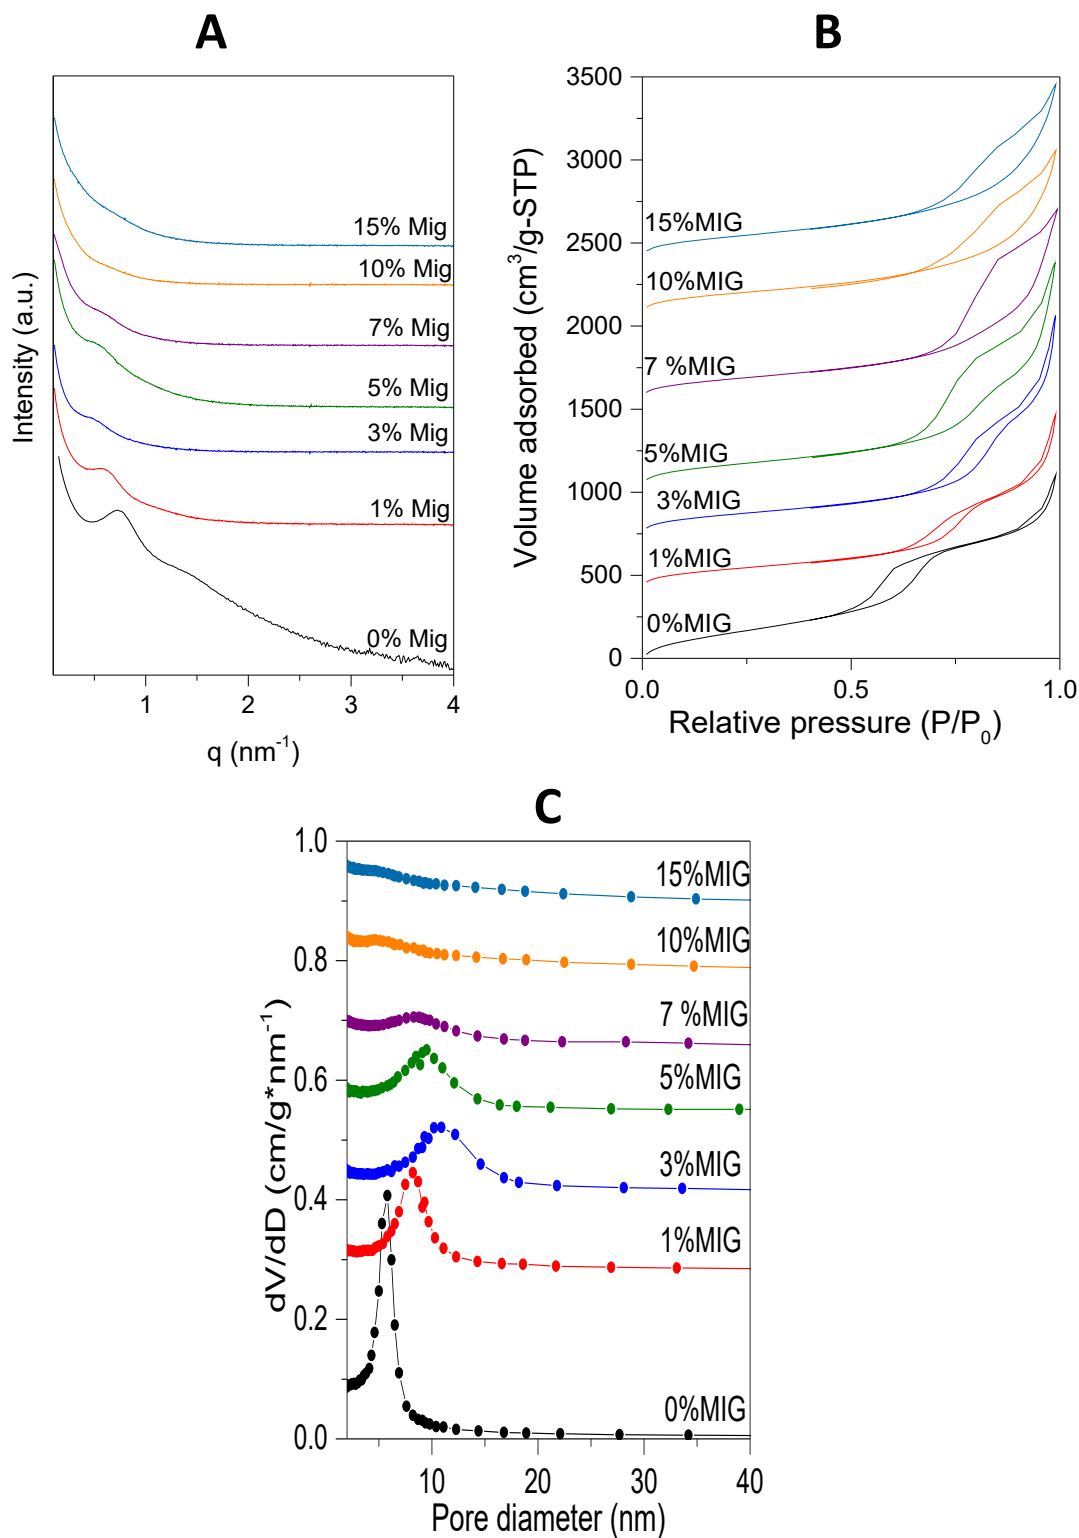 A
Intensity (a.u.)
15% Mig
10% Mig
7% Mig
5% Mig
3% Mig
1% Mig
0% Mig
1 2 3 4
q (nm⁻¹)
B
Volume adsorbed (cm³/g-STP)
3500
3000
2500
2000
1500
1000
500
0
15%MIG
10%MIG
7 %MIG
5%MIG
3%MIG
1%MIG
0%MIG
0.0 0.5 1.0
Relative pressure (P/P₀)
C
dV/dD (cm/g*nm⁻¹)
1.0
0.8
0.6
0.4
0.2
0.0
15%MIG
10%MIG
7 %MIG
5%MIG
3%MIG
1%MIG
0%MIG
10 20 30 40
Pore diameter (nm)